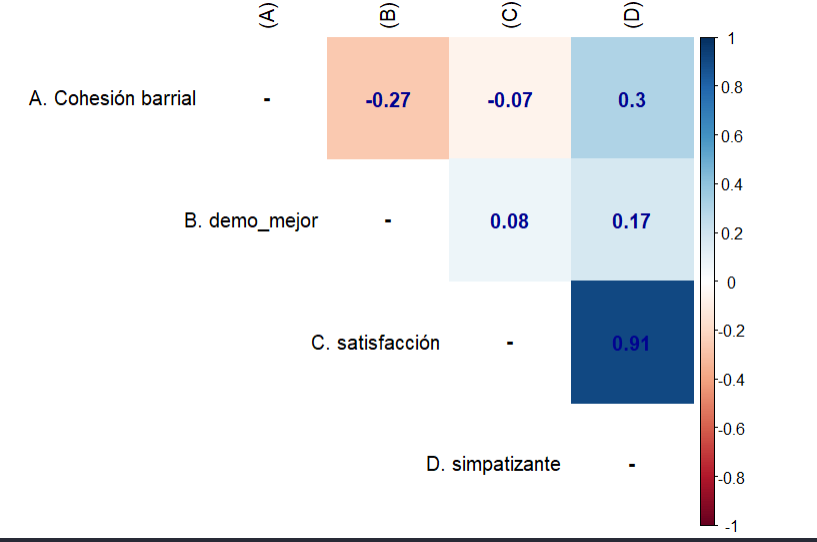 (A) (B) (C) (D)
A. Cohesión barrial - -0.27 -0.07 0.3
B. demo_mejor - 0.08 0.17
C. satisfacción - 0.91
D. simpatizante -
1
0.8
0.6
0.4
0.2
0
-0.2
-0.4
-0.6
-0.8
-1